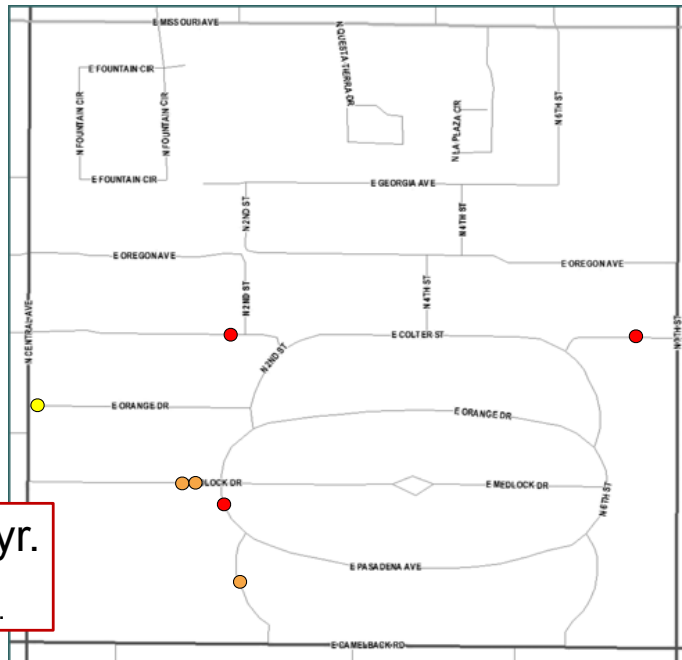 E MISSOURI AVE
N QUESTA TIERRA DR
E FOUNTAIN CIR
N FOUNTAIN CIR
N FOUNTAIN CIR
N LA PLAZA CIR
N 6TH ST
E FOUNTAIN CIR
E GEORGIA AVE
N 2ND ST
N 4TH ST
E OREGON AVE
E OREGON AVE
N 2ND ST
N 4TH ST
N CENTRAL AVE
E COLTER ST
N 7TH ST
N 2ND ST
E ORANGE DR
E ORANGE DR
LOCK DR
E MEDLOCK DR
N 6TH ST
yr.
.
E PASADENA AVE
E CAMELBACK RD